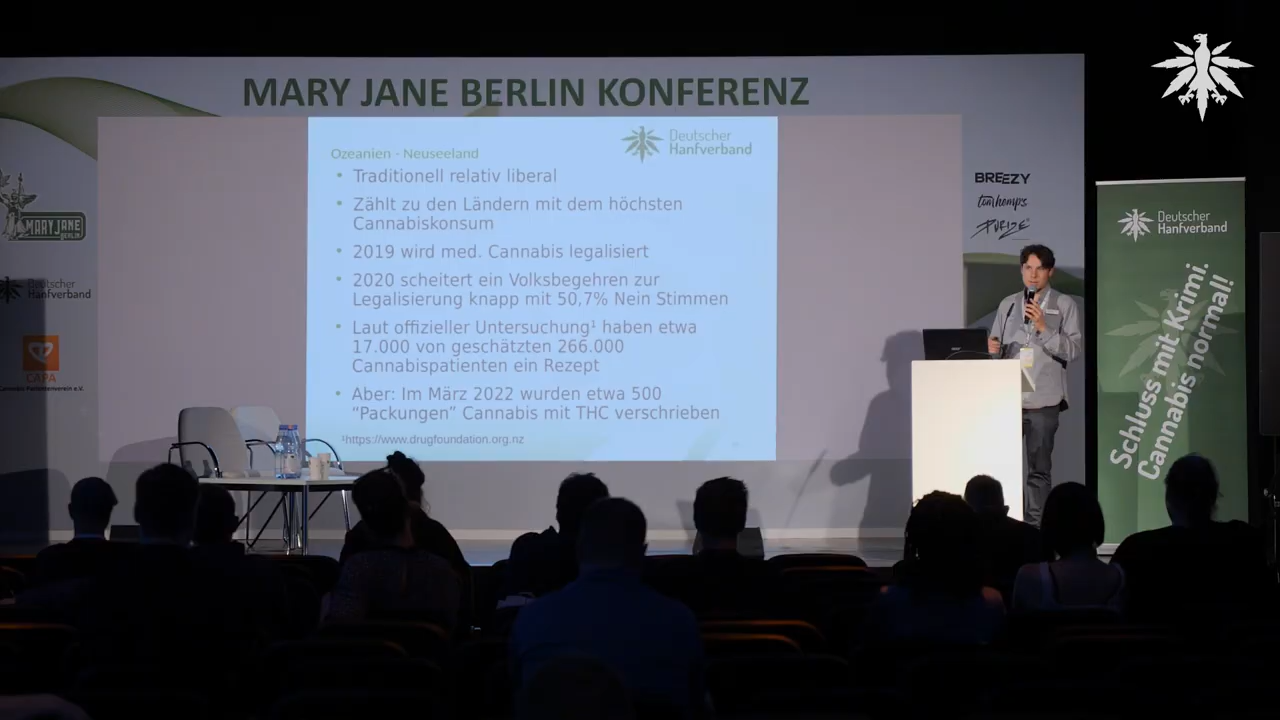 MARY JANE BERLIN KONFERENZ
Deutscher
Hanfverband
Ozeanien - Neuseeland
• Traditionell relativ liberal
• Zählt zu den Ländern mit dem höchsten
Cannabiskonsum
• 2019 wird med. Cannabis legalisiert
• 2020 scheitert ein Volksbegehren zur
Legalisierung knapp mit 50,7% Nein Stimmen
• Laut offizieller Untersuchung¹ haben etwa
17.000 von geschätzten 266.000
Cannabispatienten ein Rezept
• Aber: Im März 2022 wurden etwa 500
“Packungen” Cannabis mit THC verschrieben
¹https://www.drugfoundation.org.nz
MARY JANE
BERLIN
Deutscher
Hanfverband
CAPA
Cannabis-Patientenverein e.V.
BREEZY
PURIZE
Deutscher
Hanfverband
Schluss mit Krimi.
Cannabis normal!